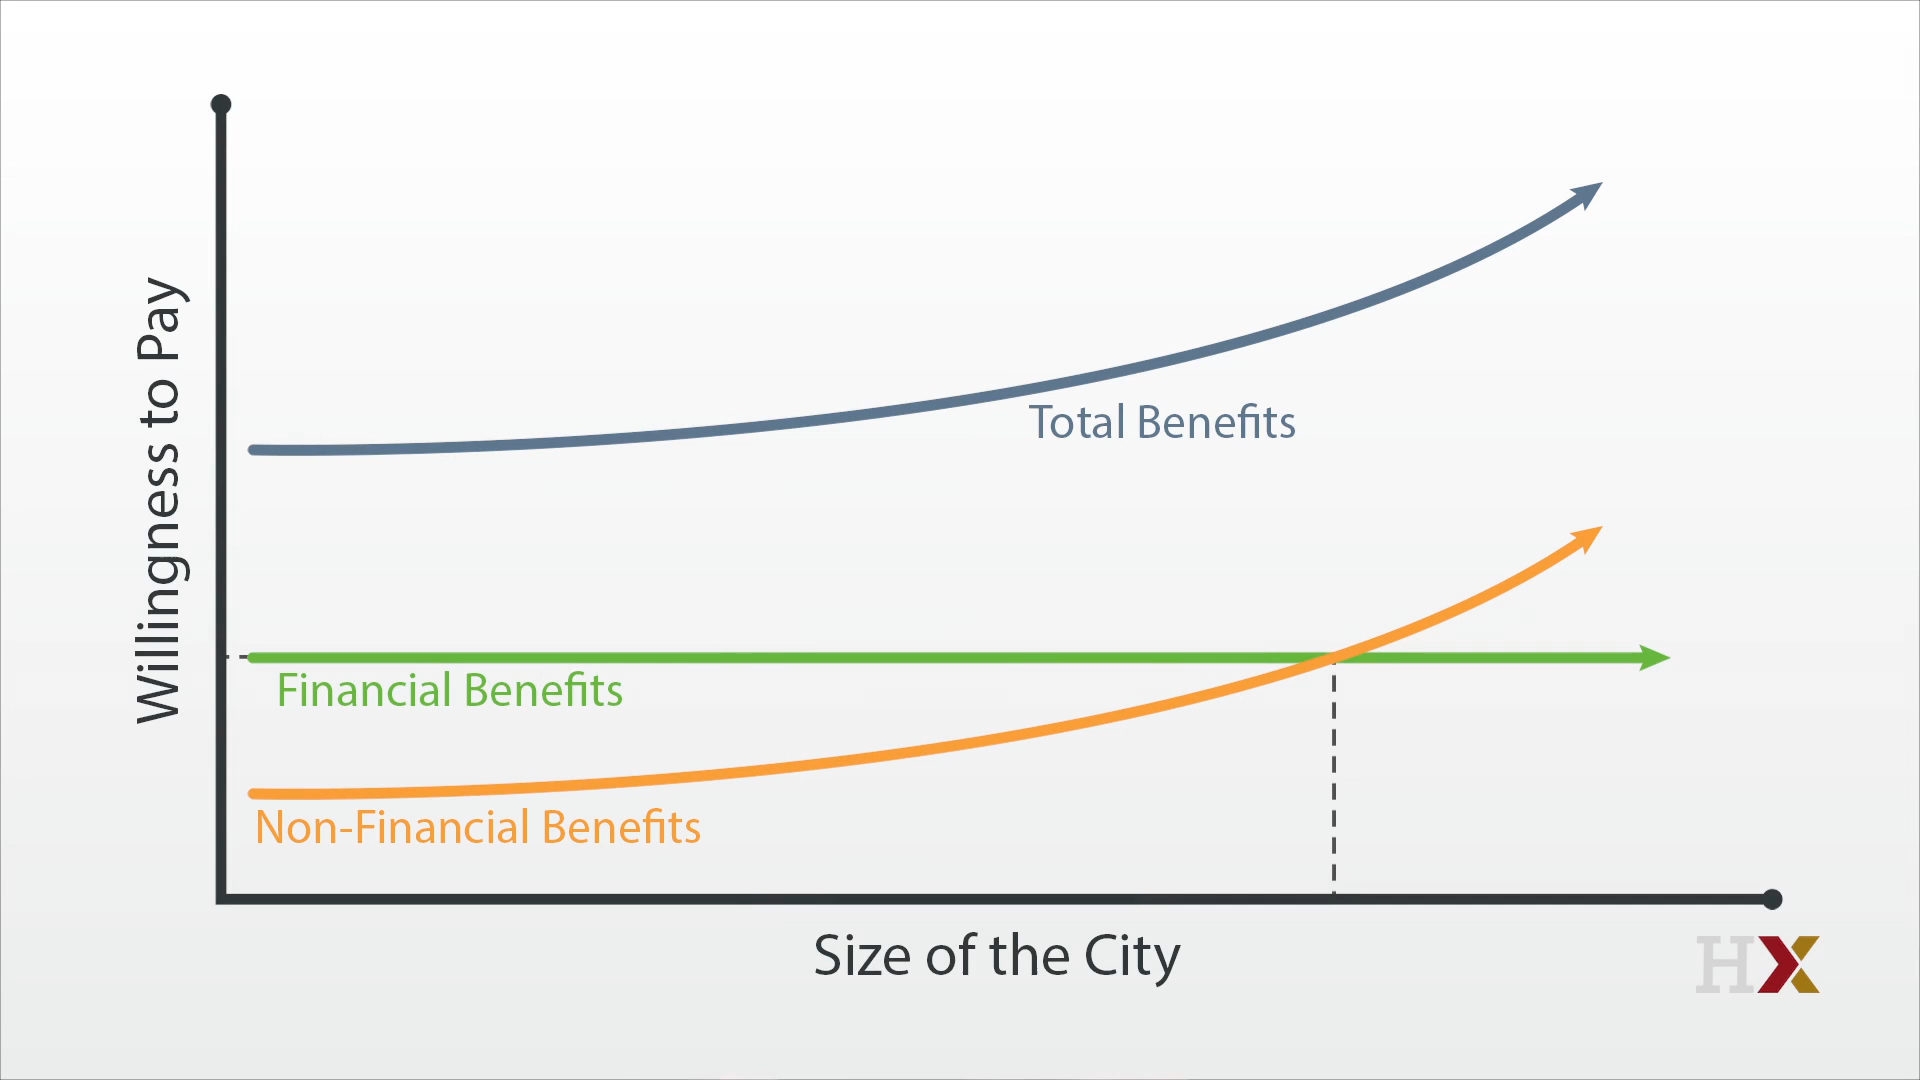 Willingness to Pay
Total Benefits
Financial Benefits
Non-Financial Benefits
Size of the City
HX